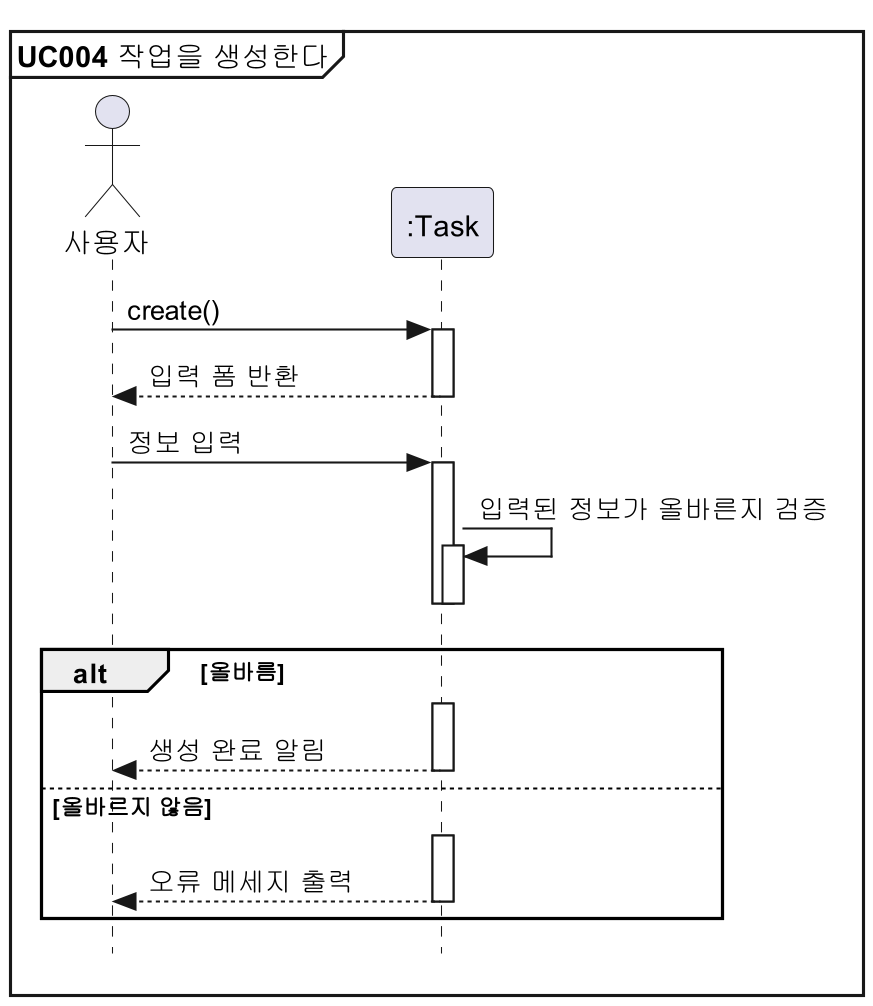 UC004 작업을 생성한다
사용자
:Task
create()
입력 폼 반환
정보 입력
입력된 정보가 올바른지 검증
alt
[올바름]
생성 완료 알림
[올바르지 않음]
오류 메세지 출력